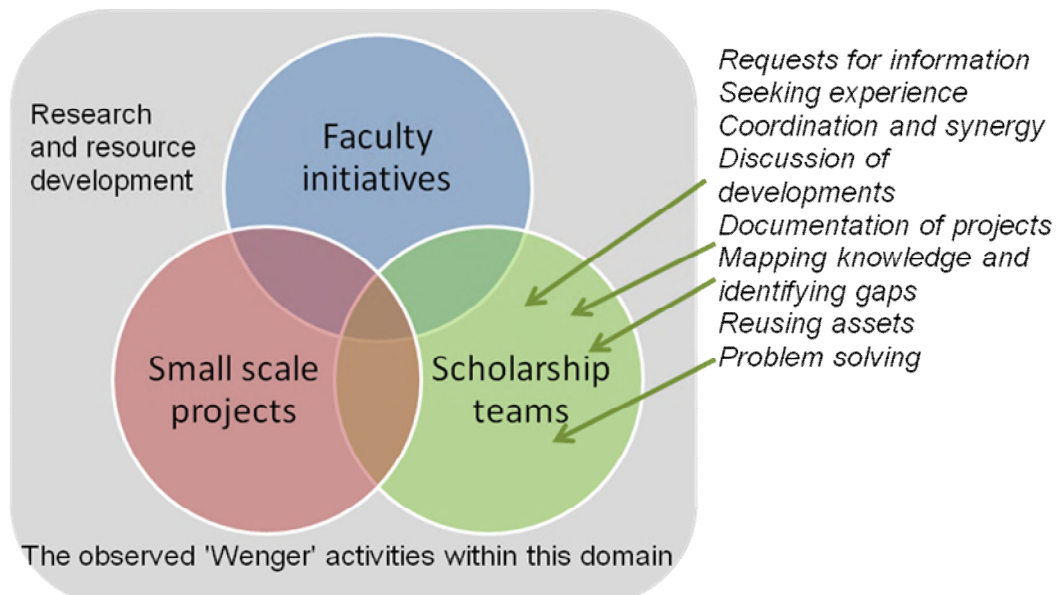 Research
and resource
development
Faculty
initiatives
Small scale
projects
Scholarship
teams
The observed 'Wenger' activities within this domain
Requests for information
Seeking experience
Coordination and synergy
Discussion of
developments
Documentation of projects
Mapping knowledge and
identifying gaps
Reusing assets
Problem solving